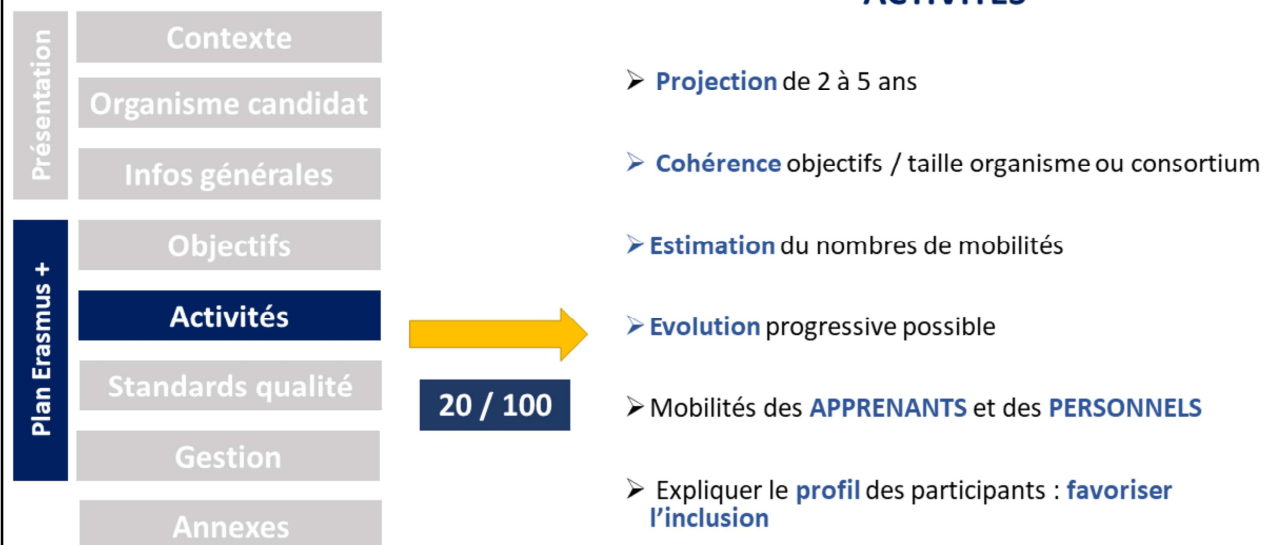 ACTIVITES
Présentation
Contexte
Organisme candidat
Infos générales
Plan Erasmus +
Objectifs
Activités
Standards qualité
Gestion
Annexes
20 / 100
➢ Projection de 2 à 5 ans
➢ Cohérence objectifs / taille organisme ou consortium
➢ Estimation du nombres de mobilités
➢ Evolution progressive possible
➢ Mobilités des APPRENANTS et des PERSONNELS
➢ Expliquer le profil des participants : favoriser
l'inclusion